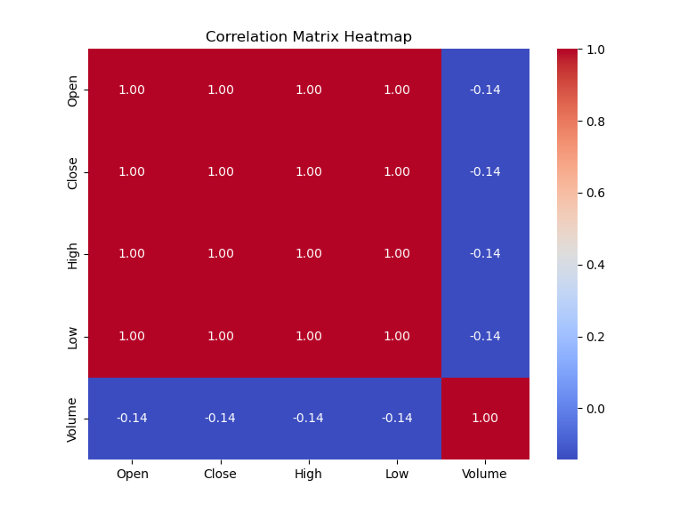 Correlation Matrix Heatmap
Open 1.00 1.00 1.00 1.00 -0.14
Close 1.00 1.00 1.00 1.00 -0.14
High 1.00 1.00 1.00 1.00 -0.14
Low 1.00 1.00 1.00 1.00 -0.14
Volume -0.14 -0.14 -0.14 -0.14 1.00
Open Close High Low Volume
1.0
0.8
0.6
0.4
0.2
0.0